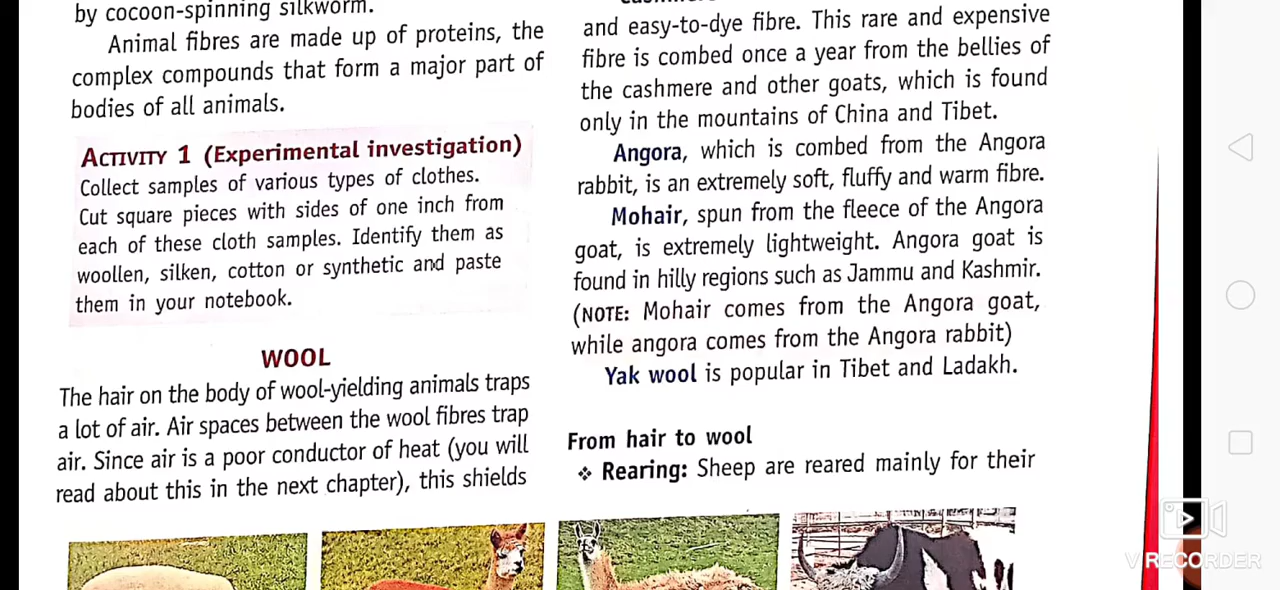 by cocoon-spinning silkworm.
Animal fibres are made up of proteins, the
complex compounds that form a major part of
bodies of all animals.
ACTIVITY 1 (Experimental investigation)
Collect samples of various types of clothes.
Cut square pieces with sides of one inch from
each of these cloth samples. Identify them as
woollen, silken, cotton or synthetic and paste
them in your notebook.
WOOL
The hair on the body of wool-yielding animals traps
a lot of air. Air spaces between the wool fibres trap
air. Since air is a poor conductor of heat (you will
read about this in the next chapter), this shields
and easy-to-dye fibre. This rare and expensive
fibre is combed once a year from the bellies of
the cashmere and other goats, which is found
only in the mountains of China and Tibet.
Angora, which is combed from the Angora
rabbit, is an extremely soft, fluffy and warm fibre.
Mohair, spun from the fleece of the Angora
goat, is extremely lightweight. Angora goat is
found in hilly regions such as Jammu and Kashmir.
(NOTE: Mohair comes from the Angora goat,
while angora comes from the Angora rabbit)
Yak wool is popular in Tibet and Ladakh.
From hair to wool
❖ Rearing: Sheep are reared mainly for their
V RECORDER